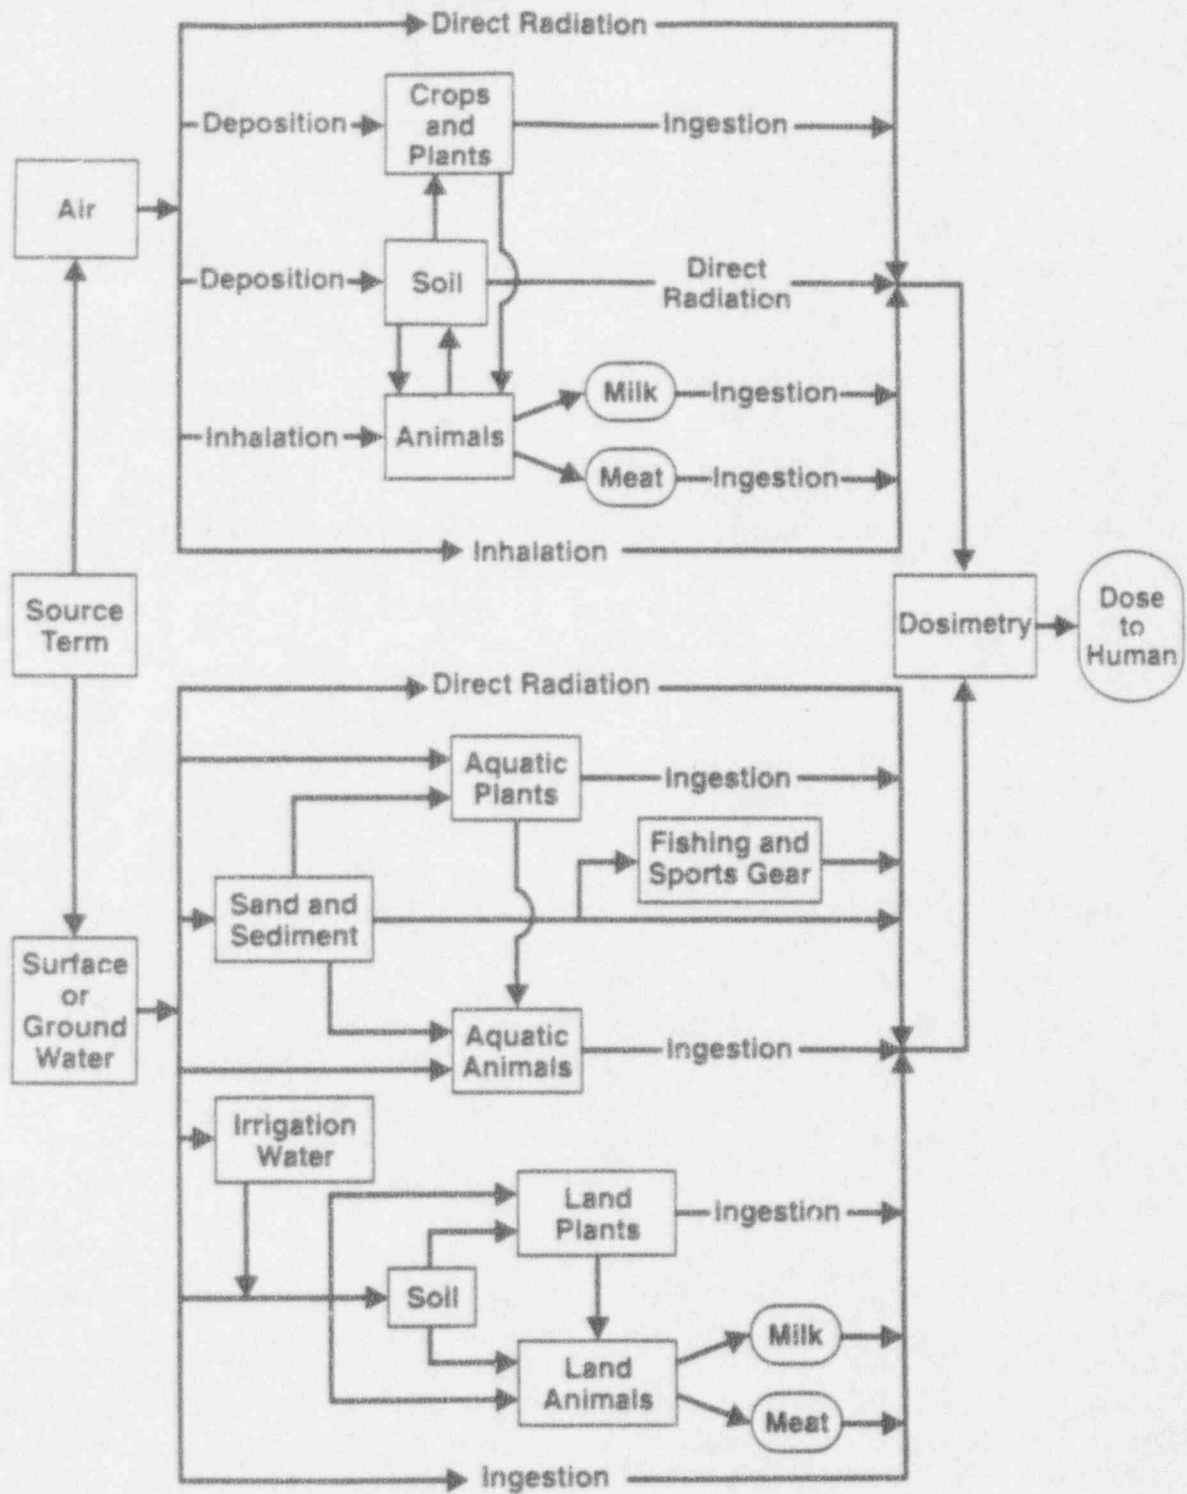 Direct Radiation
Deposition
Crops
and
Plants
Ingestion
Air
Deposition
Soil
Direct
Radiation
Milk
Ingestion
Inhalation
Animals
Meat
Ingestion
Inhalation
Source
Term
Dosimetry
Dose
to
Human
Direct Radiation
Aquatic
Plants
Ingestion
Fishing and
Sports Gear
Sand and
Sediment
Surface
or
Ground
Water
Aquatic
Animals
Ingestion
Irrigation
Water
Land
Plants
Ingestion
Soil
Milk
Land
Animals
Meat
Ingestion